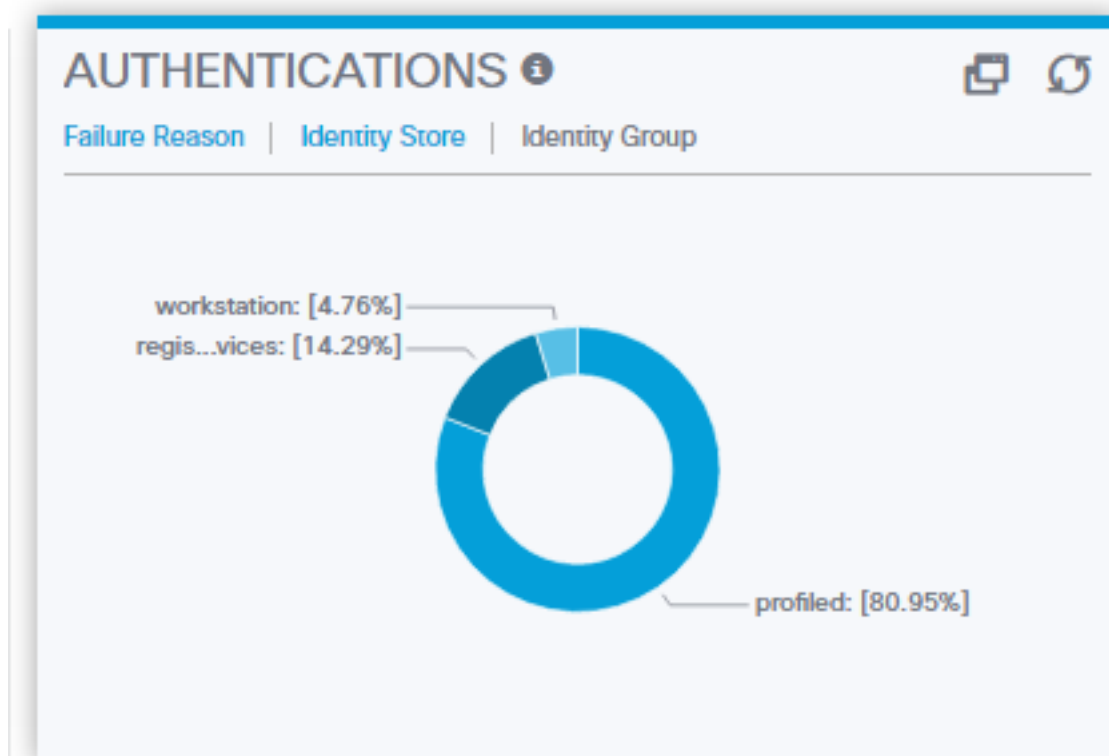 AUTHENTICATIONS
Failure Reason | Identity Store | Identity Group
workstation: [4.76%]
regis...vices: [14.29%]
profiled: [80.95%]